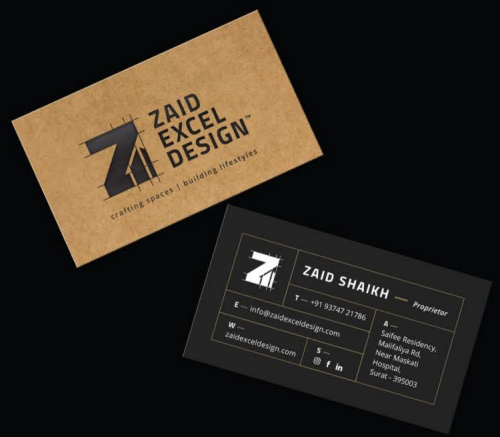 ZAID
EXCEL
DESIGN™
crafting spaces | building lifestyles
ZAID SHAIKH — Proprietor
T — +91 93747 21786
E — info@zaidexceldesign.com
W —
zaidexceldesign.com
S —
f in
A —
Saifee Residency,
Malifaliya Rd,
Near Maskati
Hospital,
Surat - 395003